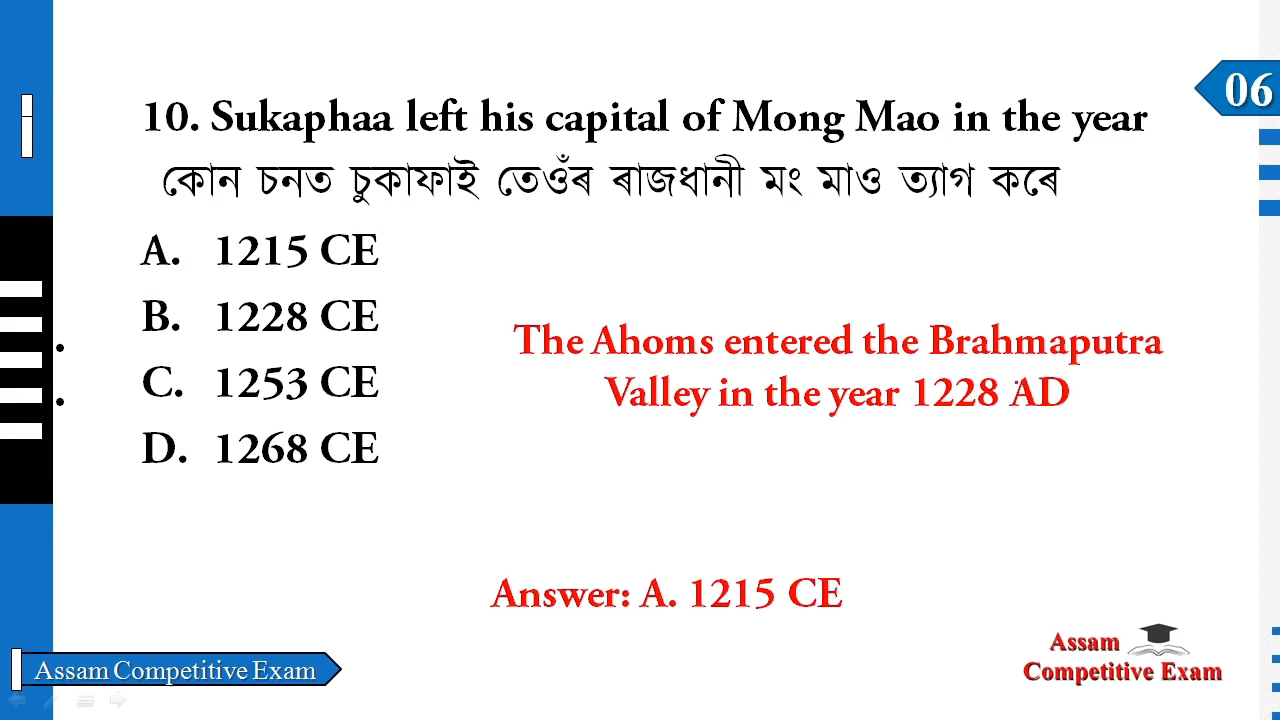 06
10. Sukaphaa left his capital of Mong Mao in the year
কোন চনত চুকাফাই তেওঁৰ ৰাজধানী মং মাও ত্যাগ কৰে
A. 1215 CE
B. 1228 CE
C. 1253 CE
D. 1268 CE
The Ahoms entered the Brahmaputra
Valley in the year 1228 AD
Answer: A. 1215 CE
Assam Competitive Exam
Assam
Competitive Exam